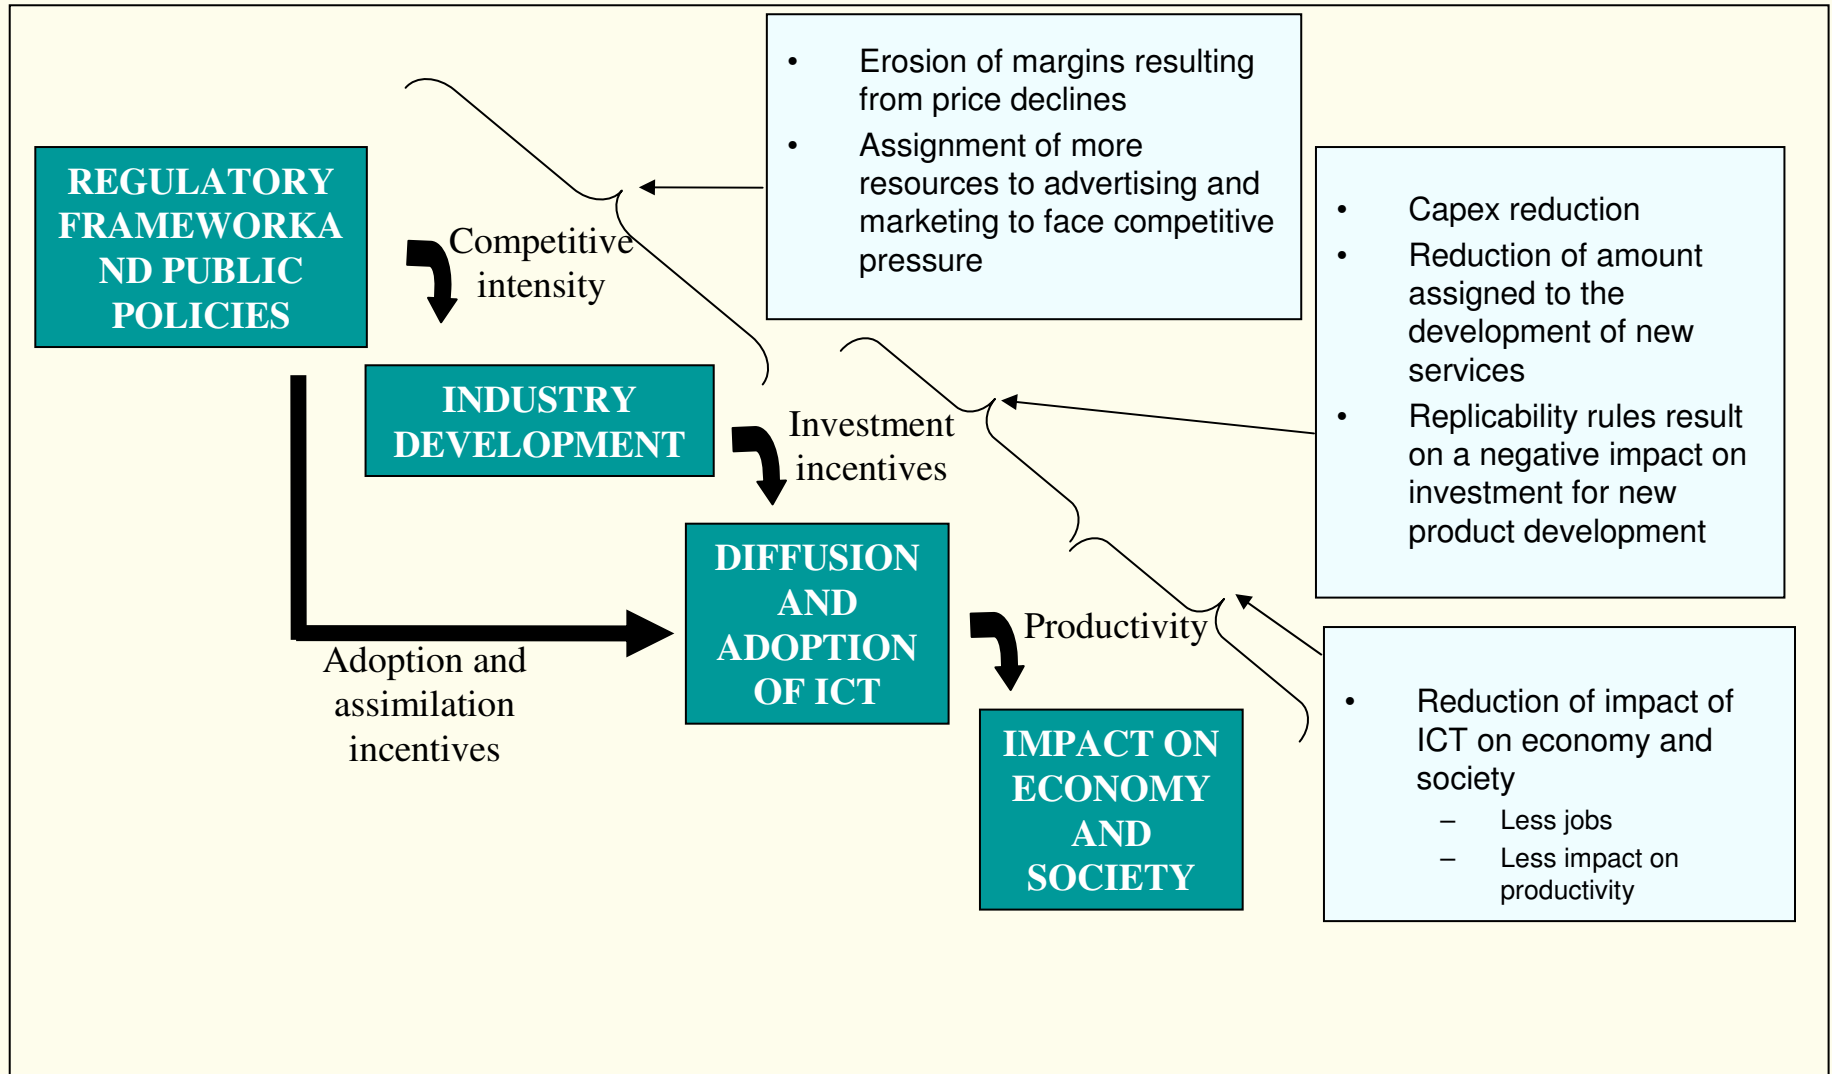 • Erosion of margins resulting
from price declines
• Assignment of more
resources to advertising and
marketing to face competitive
pressure
REGULATORY
FRAMEWORKA
ND PUBLIC
POLICIES
Competitive
intensity
• Capex reduction
• Reduction of amount
assigned to the
development of new
services
• Replicability rules result
on a negative impact on
investment for new
product development
INDUSTRY
DEVELOPMENT
Investment
incentives
DIFFUSION
AND
ADOPTION
OF ICT
Adoption and
assimilation
incentives
Productivity
IMPACT ON
ECONOMY
AND
SOCIETY
• Reduction of impact of
ICT on economy and
society
– Less jobs
– Less impact on
productivity